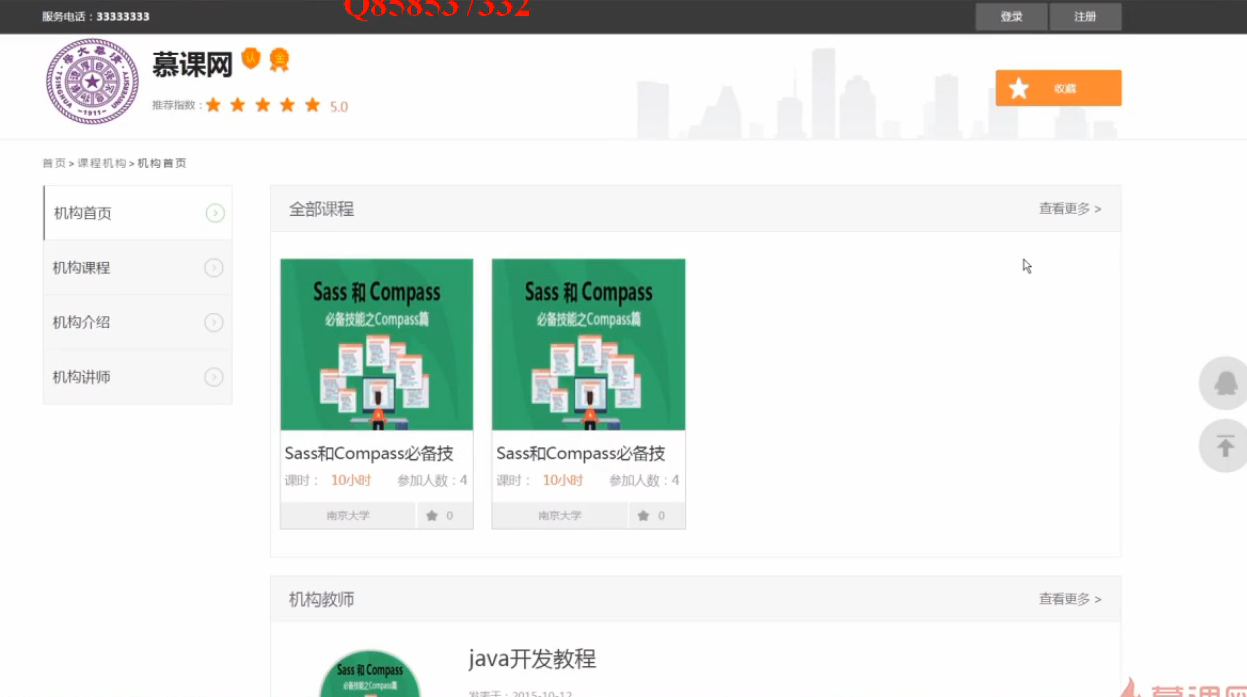 Q858537332
服务电话：33333333
登录
注册
慕课网
认
金
推荐指数：
5.0
收藏
TSINGHUA UNIVERSITY
-1911-
首页>课程机构>机构首页
机构首页
机构课程
机构介绍
机构讲师
全部课程
查看更多 >
Sass 和 Compass
必备技能之Compass篇
Sass和Compass必备技
课时： 10小时 参加人数：4
南京大学 0
Sass 和 Compass
必备技能之Compass篇
Sass和Compass必备技
课时： 10小时 参加人数：4
南京大学 0
机构教师
查看更多 >
Sass 和 Compass
必备技能之Compass篇
java开发教程
发表于：2015-10-12
慕课网